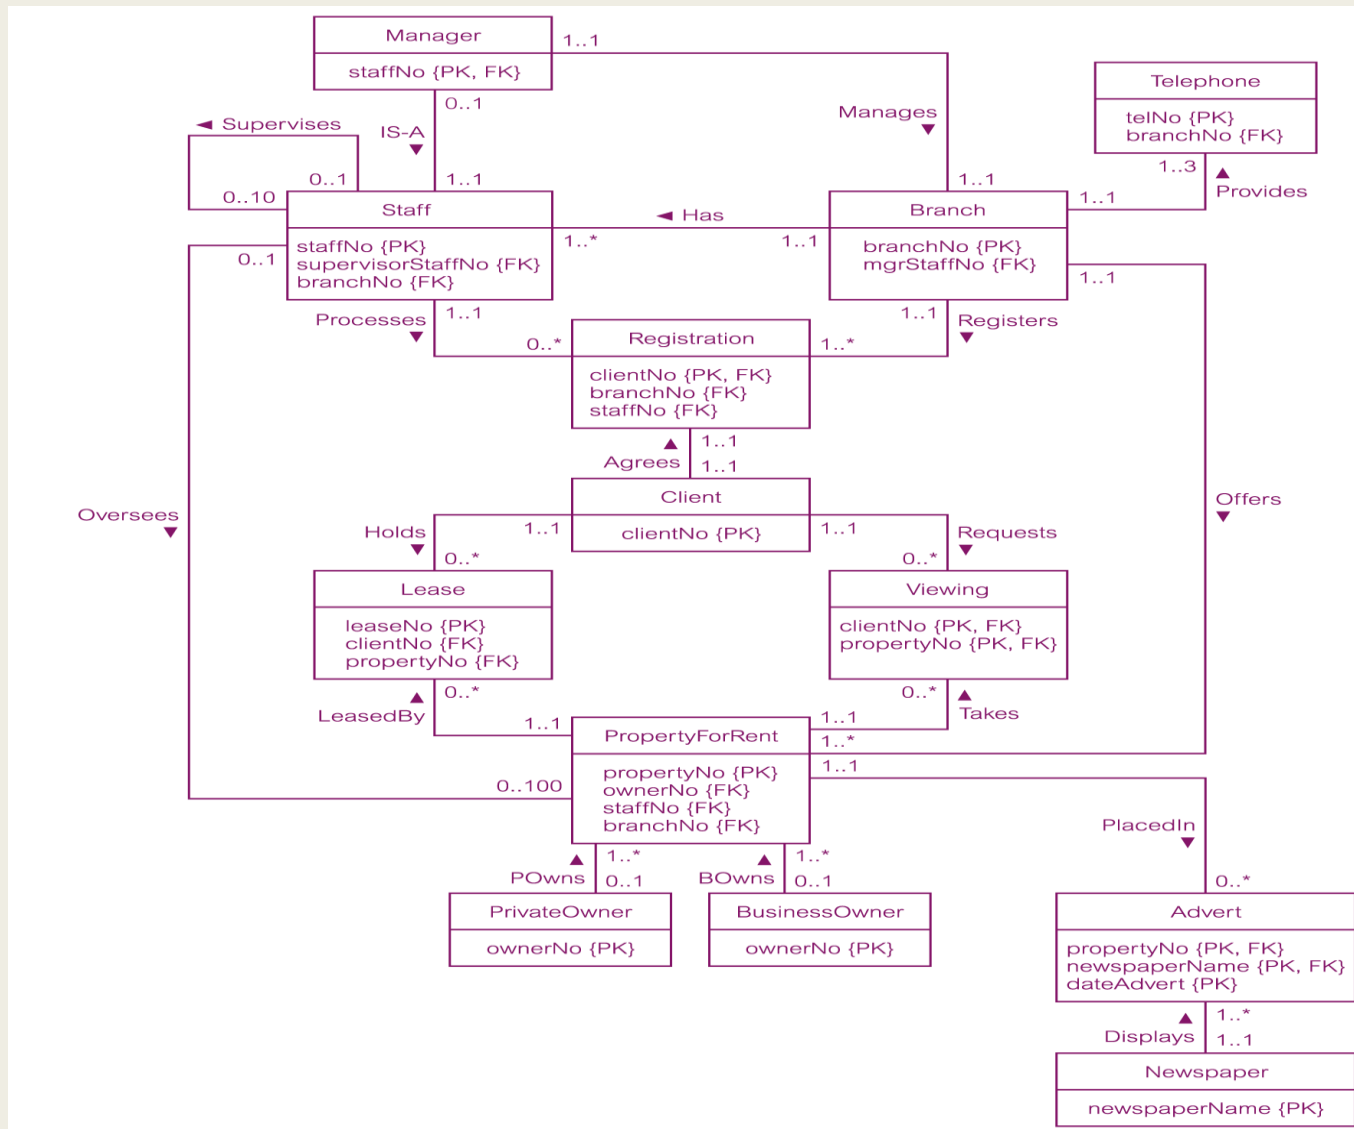 Manager
staffNo {PK, FK}
1..1
Telephone
telNo {PK}
branchNo {FK}
0..1
◄ Supervises
IS-A
▼
Manages
▼
1..3
▲
Provides
0..1
0..10
1..1
1..1
1..1
Staff
staffNo {PK}
supervisorStaffNo {FK}
branchNo {FK}
◄ Has
1..*
1..1
Branch
branchNo {PK}
mgrStaffNo {FK}
0..1
1..1
Processes
▼
1..1
1..1
Registers
▼
0..*
1..*
Registration
clientNo {PK, FK}
branchNo {FK}
staffNo {FK}
▲
1..1
Agrees
1..1
Client
clientNo {PK}
Oversees
▼
Offers
▼
Holds
▼
1..1
1..1
Requests
▼
0..*
0..*
Lease
leaseNo {PK}
clientNo {FK}
propertyNo {FK}
Viewing
clientNo {PK, FK}
propertyNo {PK, FK}
▲
0..*
LeasedBy
0..*
▲
Takes
1..1
1..1
1..*
1..1
PropertyForRent
propertyNo {PK}
ownerNo {FK}
staffNo {FK}
branchNo {FK}
0..100
PlacedIn
▼
▲
1..*
POwns
0..1
▲
1..*
BOwns
0..1
0..*
PrivateOwner
ownerNo {PK}
BusinessOwner
ownerNo {PK}
Advert
propertyNo {PK, FK}
newspaperName {PK, FK}
dateAdvert {PK}
▲
1..*
Displays
1..1
Newspaper
newspaperName {PK}